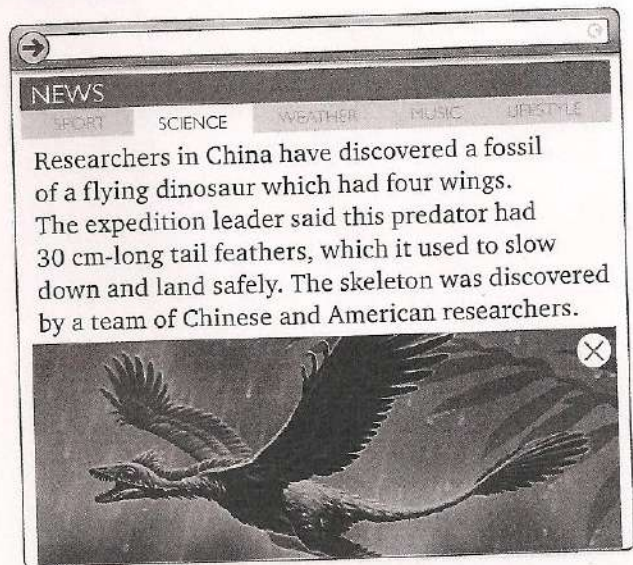 NEWS
SPORT SCIENCE WEATHER MUSIC LIFESTYLE
Researchers in China have discovered a fossil
of a flying dinosaur which had four wings.
The expedition leader said this predator had
30 cm-long tail feathers, which it used to slow
down and land safely. The skeleton was discovered
by a team of Chinese and American researchers.